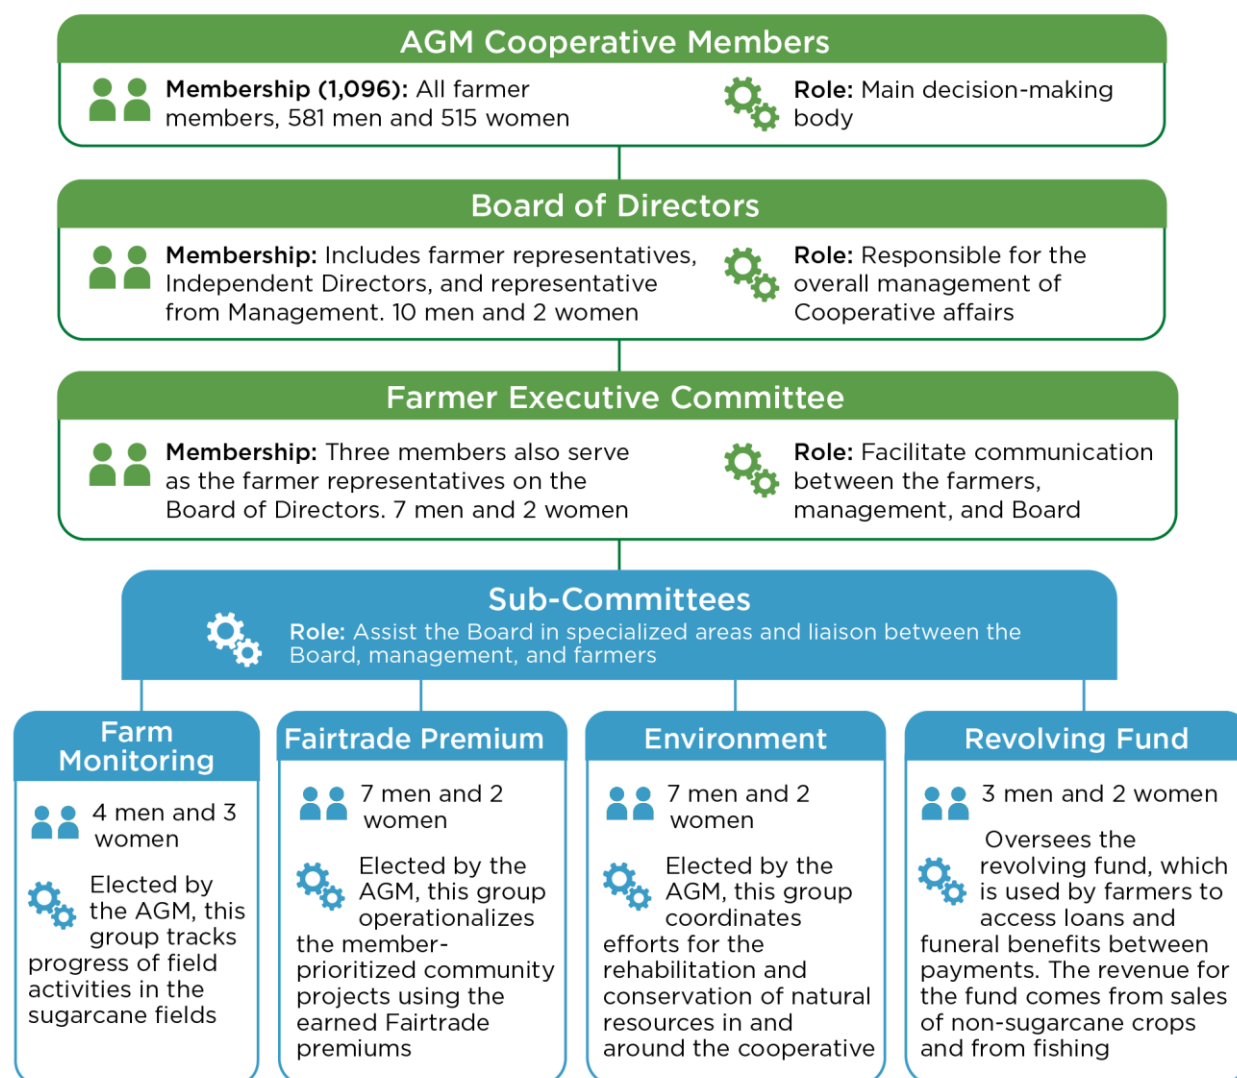 AGM Cooperative Members
Membership (1,096): All farmer
members, 581 men and 515 women
Role: Main decision-making
body
Board of Directors
Membership: Includes farmer representatives,
Independent Directors, and representative
from Management. 10 men and 2 women
Role: Responsible for the
overall management of
Cooperative affairs
Farmer Executive Committee
Membership: Three members also serve
as the farmer representatives on the
Board of Directors. 7 men and 2 women
Role: Facilitate communication
between the farmers,
management, and Board
Sub-Committees
Role: Assist the Board in specialized areas and liaison between the
Board, management, and farmers
Farm
Monitoring
4 men and 3
women
Elected by
the AGM, this
group tracks
progress of field
activities in the
sugarcane fields
Fairtrade Premium
7 men and 2
women
Elected by the
AGM, this group
operationalizes
the member-
prioritized community
projects using the
earned Fairtrade
premiums
Environment
7 men and 2
women
Elected by the
AGM, this group
coordinates
efforts for the
rehabilitation and
conservation of natural
resources in and
around the cooperative
Revolving Fund
3 men and 2 women
Oversees the
revolving fund, which
is used by farmers to
access loans and
funeral benefits between
payments. The revenue for
the fund comes from sales
of non-sugarcane crops
and from fishing